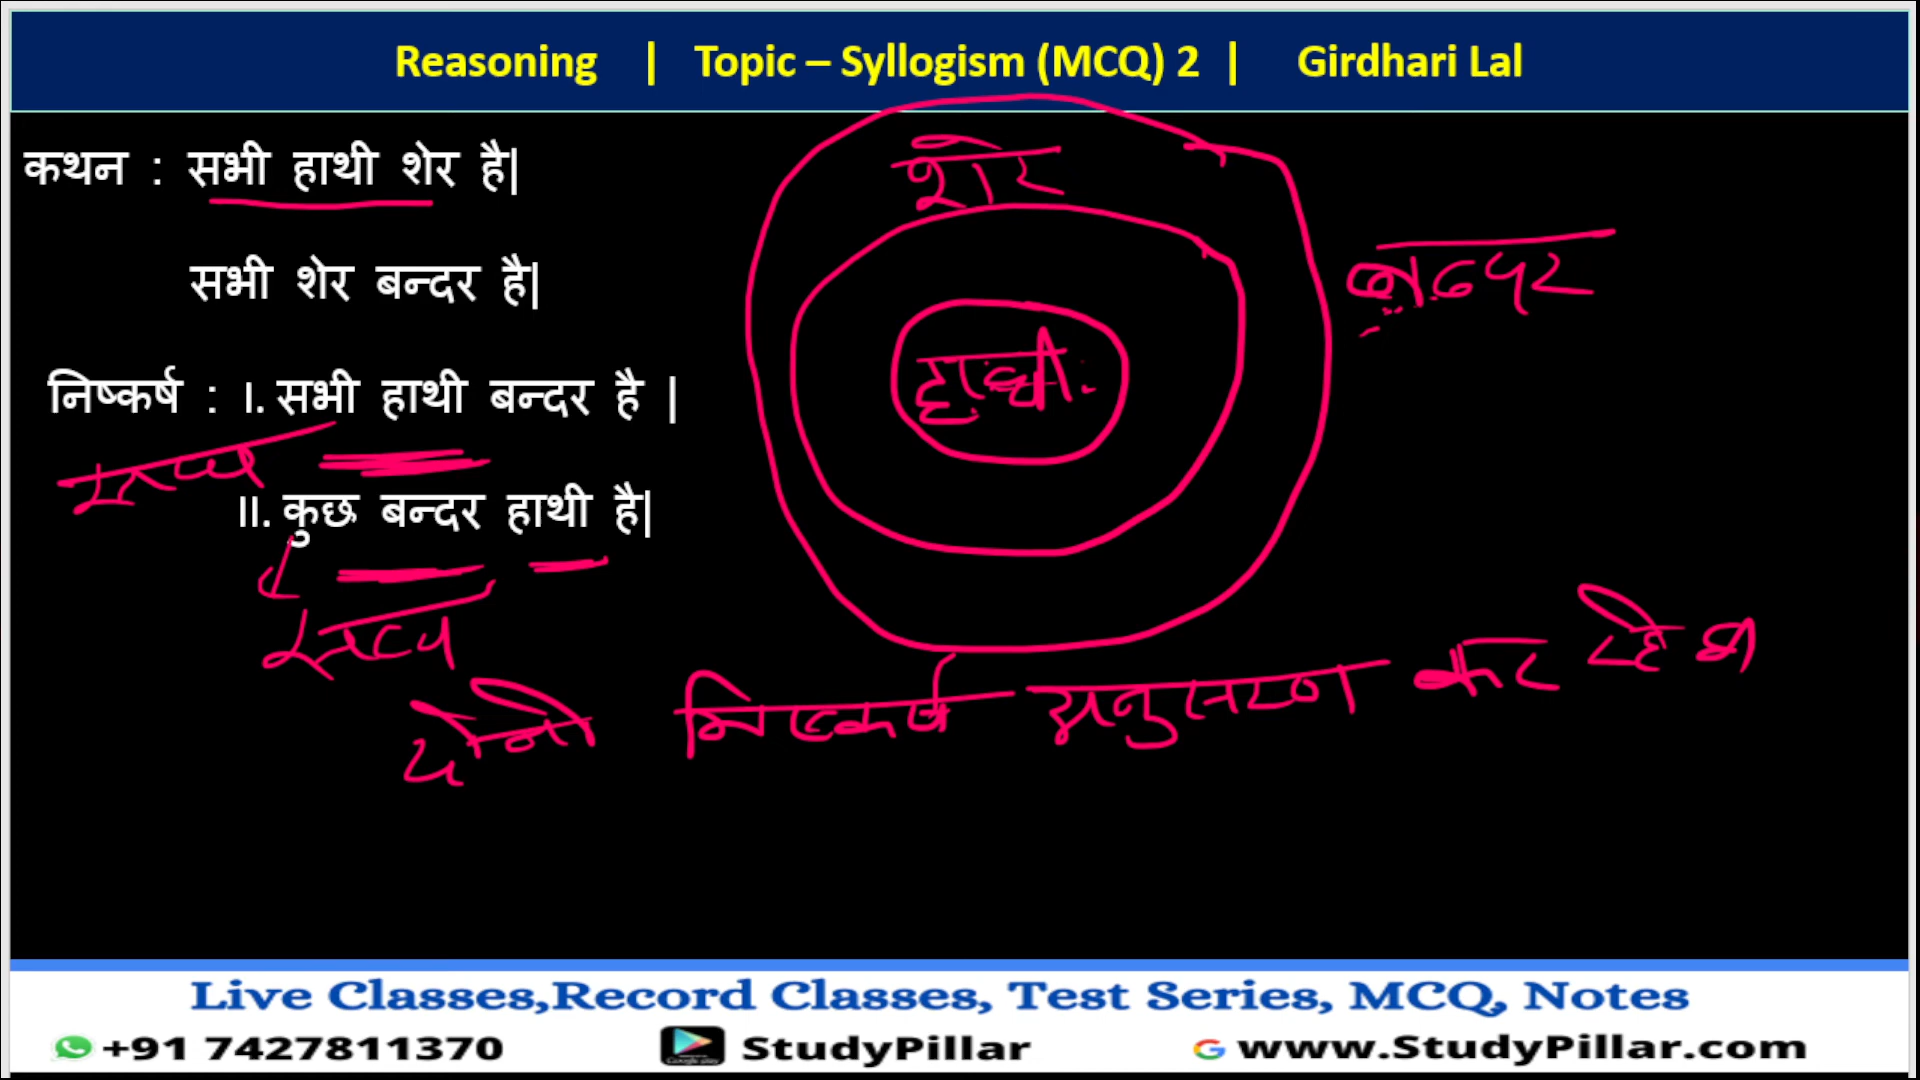 Reasoning | Topic – Syllogism (MCQ) 2 | Girdhari Lal
कथन : सभी हाथी शेर है|
सभी शेर बन्दर है|
निष्कर्ष : I. सभी हाथी बन्दर है |
सत्य
II. कुछ बन्दर हाथी है|
सत्य
शेर
हाथी
बन्दर
दोनो निष्कर्ष अनुसरण कर रहे
Live Classes,Record Classes, Test Series, MCQ, Notes
+91 7427811370 StudyPillar www.StudyPillar.com